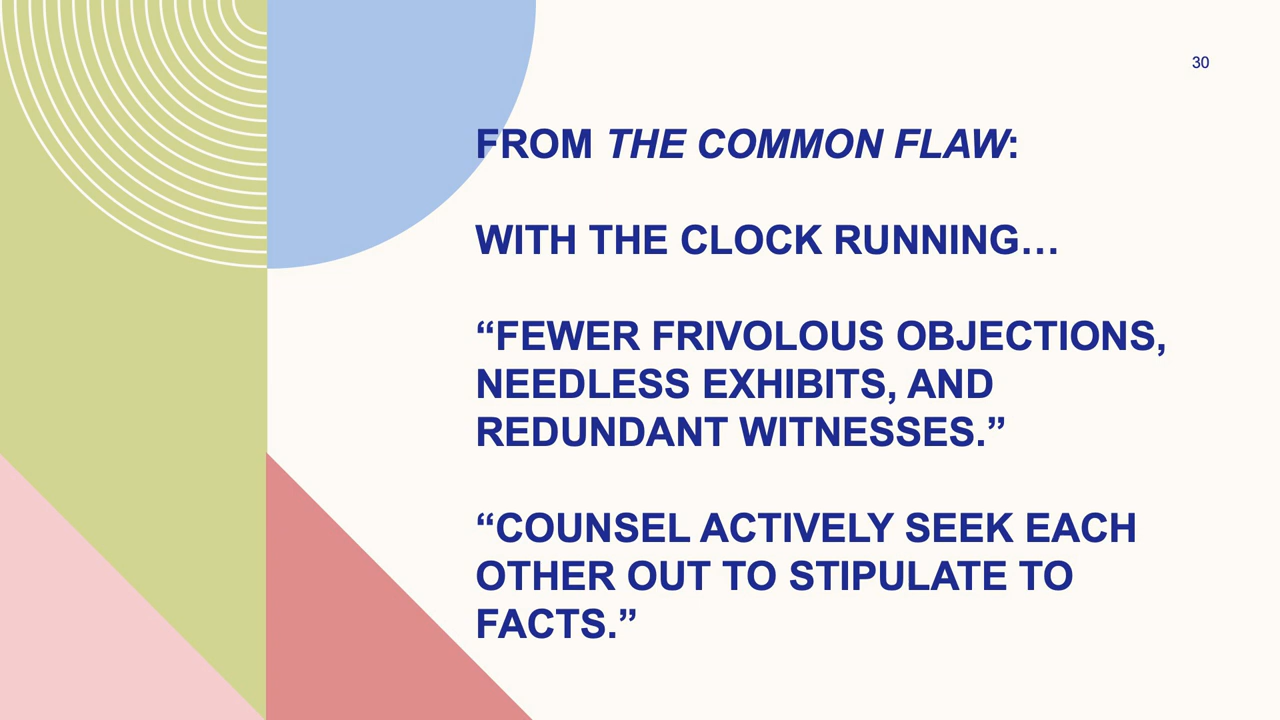 30
FROM THE COMMON FLAW:
WITH THE CLOCK RUNNING…
“FEWER FRIVOLOUS OBJECTIONS,
NEEDLESS EXHIBITS, AND
REDUNDANT WITNESSES.”
“COUNSEL ACTIVELY SEEK EACH
OTHER OUT TO STIPULATE TO
FACTS.”